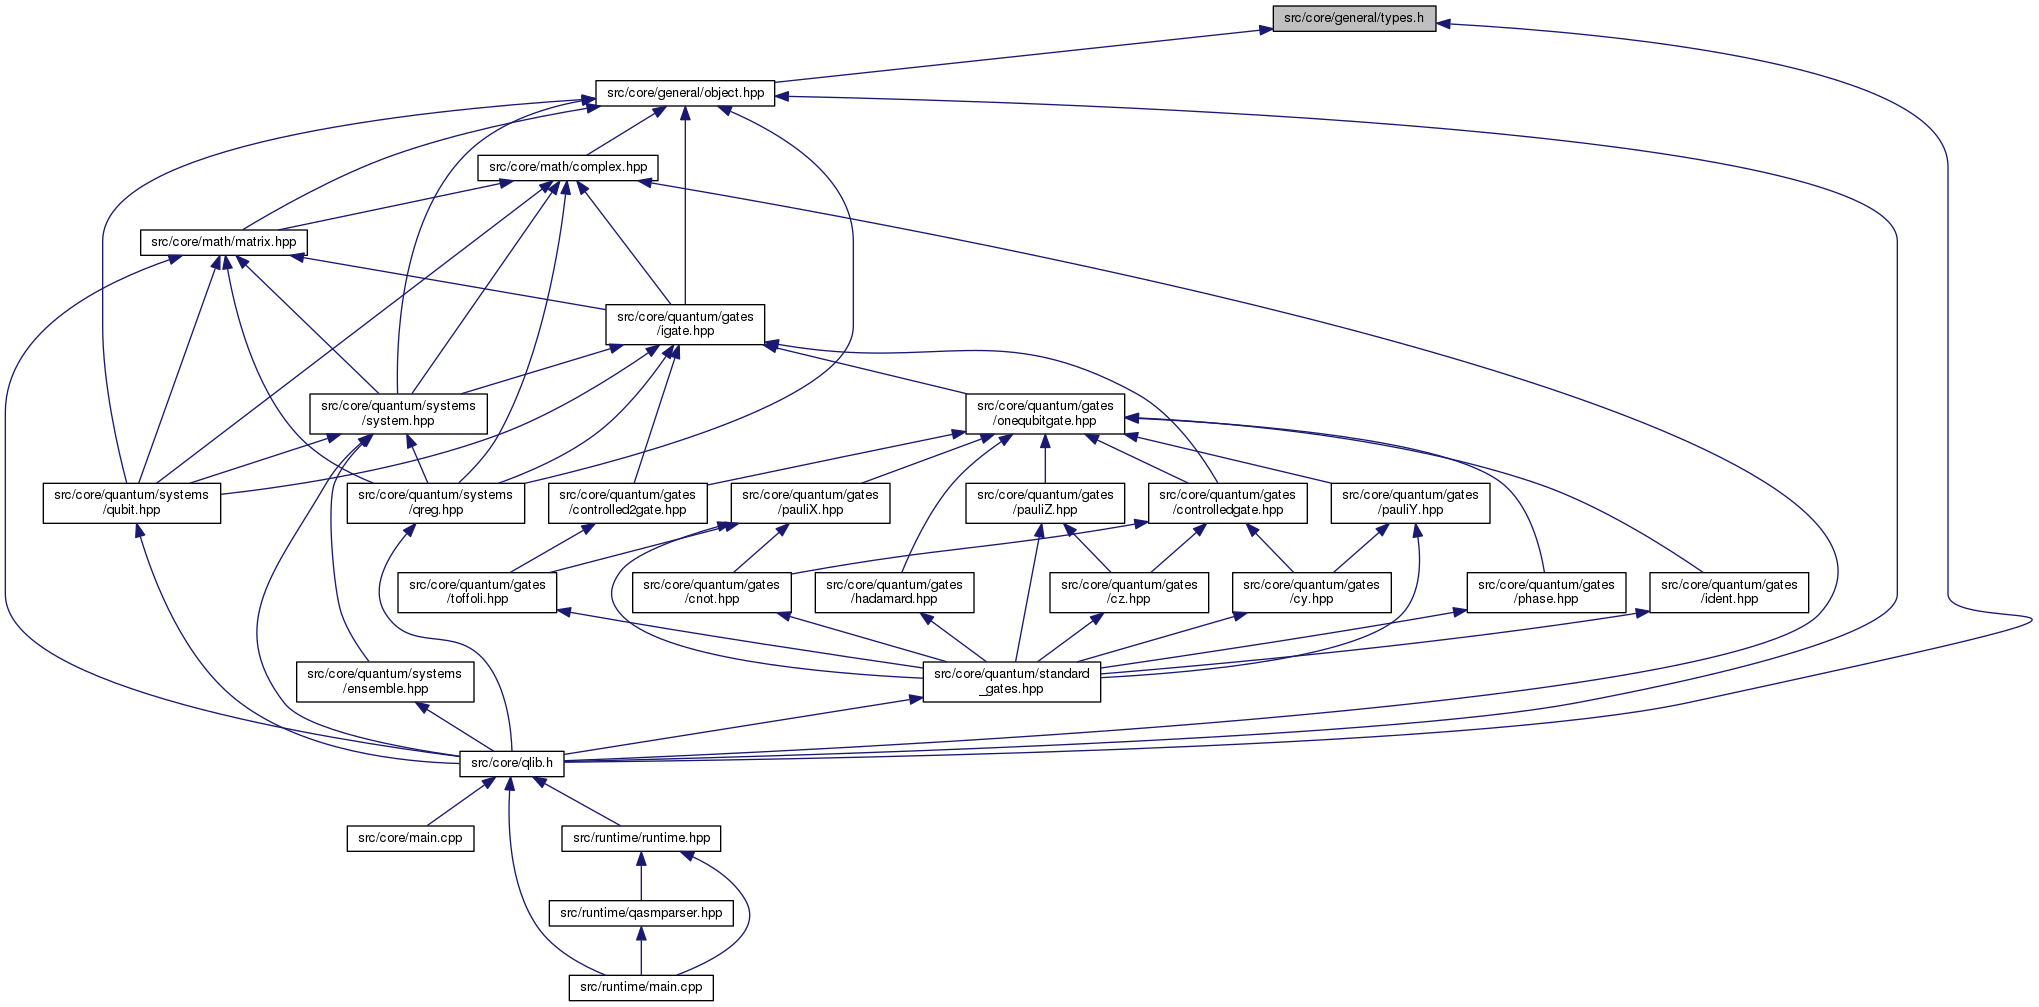 src/core/general/types.h
src/core/general/object.hpp
src/core/math/complex.hpp
src/core/math/matrix.hpp
src/core/quantum/gates
/igate.hpp
src/core/quantum/systems
/system.hpp
src/core/quantum/gates
/onequbitgate.hpp
src/core/quantum/systems
/qubit.hpp
src/core/quantum/systems
/qreg.hpp
src/core/quantum/gates
/controlled2gate.hpp
src/core/quantum/gates
/pauliX.hpp
src/core/quantum/gates
/pauliZ.hpp
src/core/quantum/gates
/controlledgate.hpp
src/core/quantum/gates
/pauliY.hpp
src/core/quantum/gates
/toffoli.hpp
src/core/quantum/gates
/cnot.hpp
src/core/quantum/gates
/hadamard.hpp
src/core/quantum/gates
/cz.hpp
src/core/quantum/gates
/cy.hpp
src/core/quantum/gates
/phase.hpp
src/core/quantum/gates
/ident.hpp
src/core/quantum/systems
/ensemble.hpp
src/core/quantum/standard
_gates.hpp
src/core/qlib.h
src/core/main.cpp
src/runtime/runtime.hpp
src/runtime/qasmparser.hpp
src/runtime/main.cpp